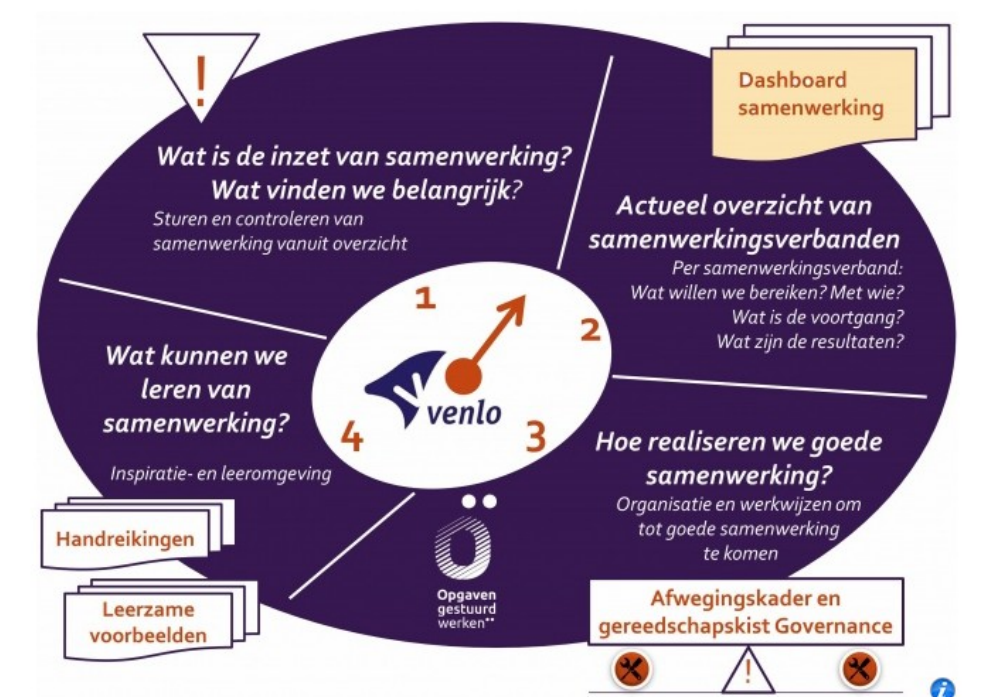 !
Wat is de inzet van samenwerking?
Wat vinden we belangrijk?
Sturen en controleren van
samenwerking vanuit overzicht
Dashboard
samenwerking
Actueel overzicht van
samenwerkingsverbanden
Per samenwerkingsverband:
Wat willen we bereiken? Met wie?
Wat is de voortgang?
Wat zijn de resultaten?
1
2
3
4
venlo
Hoe realiseren we goede
samenwerking?
Organisatie en werkwijzen om
tot goede samenwerking
te komen
Afwegingskader en
gereedschapskist Governance
!
Ö
Opgaven
gestuurd
werken¨
Wat kunnen we
leren van
samenwerking?
Inspiratie- en leeromgeving
Handreikingen
Leerzame
voorbeelden
i